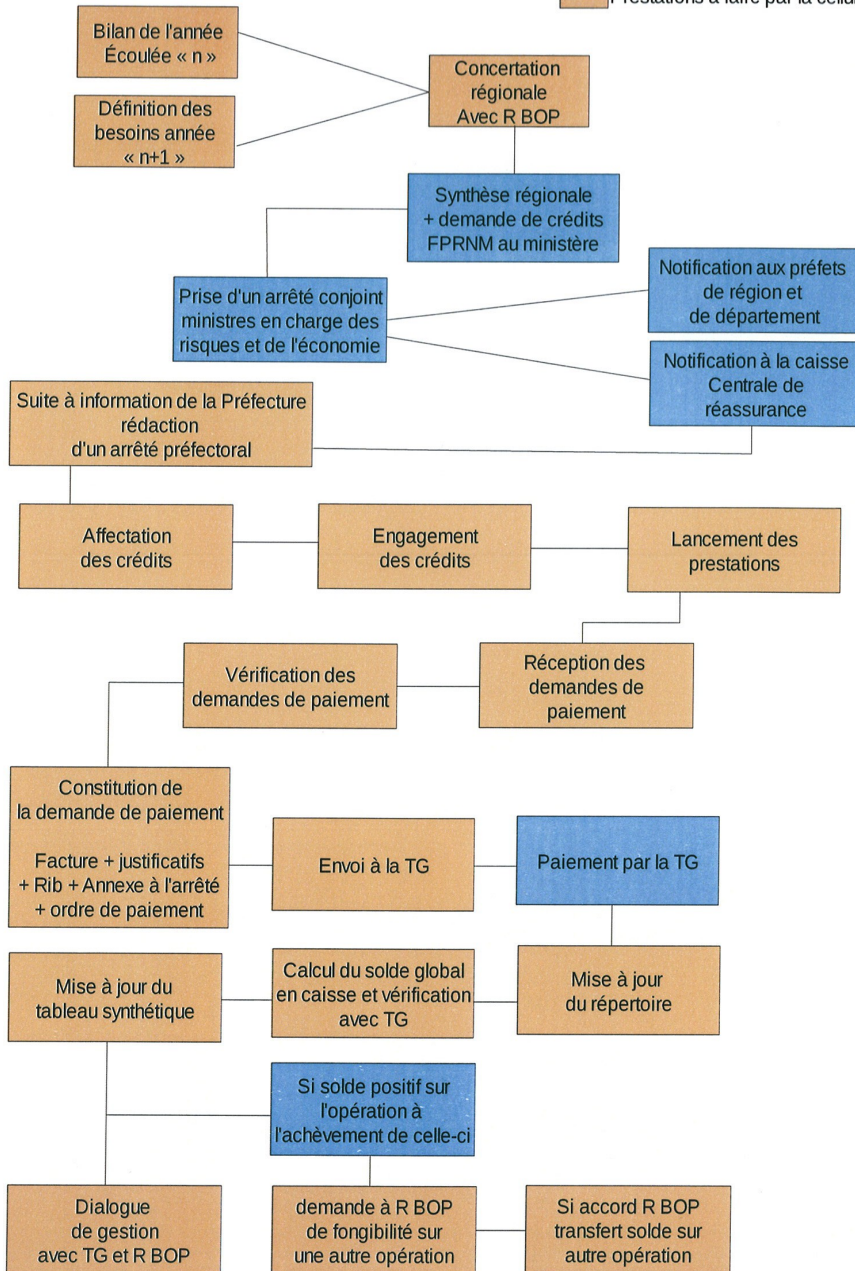 Prestations à faire par la
Bilan de l'année
Écoulée « n »
Définition des
besoins année
« n+1 »
Concertation
régionale
Avec R BOP
Synthèse régionale
+ demande de crédits
FPRNM au ministère
Prise d'un arrêté conjoint
ministres en charge des
risques et de l'économie
Notification aux préfets
de région et
de département
Notification à la caisse
Centrale de
réassurance
Suite à information de la Préfecture
rédaction
d'un arrêté préfectoral
Affectation
des crédits
Engagement
des crédits
Lancement des
prestations
Vérification des
demandes de paiement
Réception des
demandes de
paiement
Constitution de
la demande de paiement
Facture + justificatifs
+ Rib + Annexe à l'arrêté
+ ordre de paiement
Envoi à la TG
Paiement par la TG
Mise à jour du
tableau synthétique
Calcul du solde global
en caisse et vérification
avec TG
Mise à jour
du répertoire
Si solde positif sur
l'opération à
l'achèvement de celle-ci
Dialogue
de gestion
avec TG et R BOP
demande à R BOP
de fongibilité sur
une autre opération
Si accord R BOP
transfert solde sur
autre opération